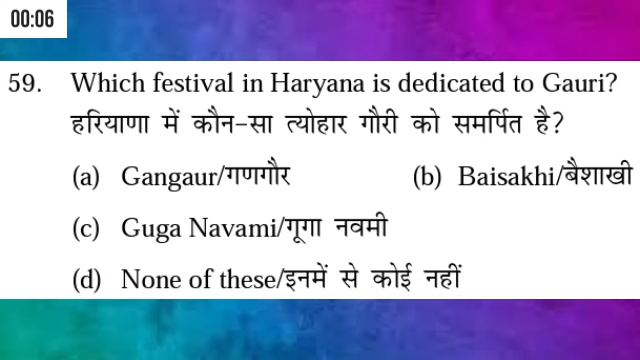 00:06
59. Which festival in Haryana is dedicated to Gauri?
हरियाणा में कौन-सा त्योहार गौरी को समर्पित है?
(a) Gangaur/गणगौर (b) Baisakhi/बैशाखी
(c) Guga Navami/गूगा नवमी
(d) None of these/इनमें से कोई नहीं